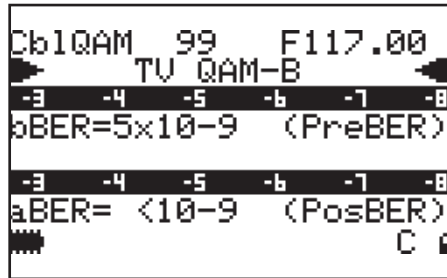 CblQAM 99 F117.00
TV QAM-B
-3 -4 -5 -6 -7 -8
bBER=5x10-9 (PreBER)
-3 -4 -5 -6 -7 -8
aBER= <10-9 (PosBER)
C